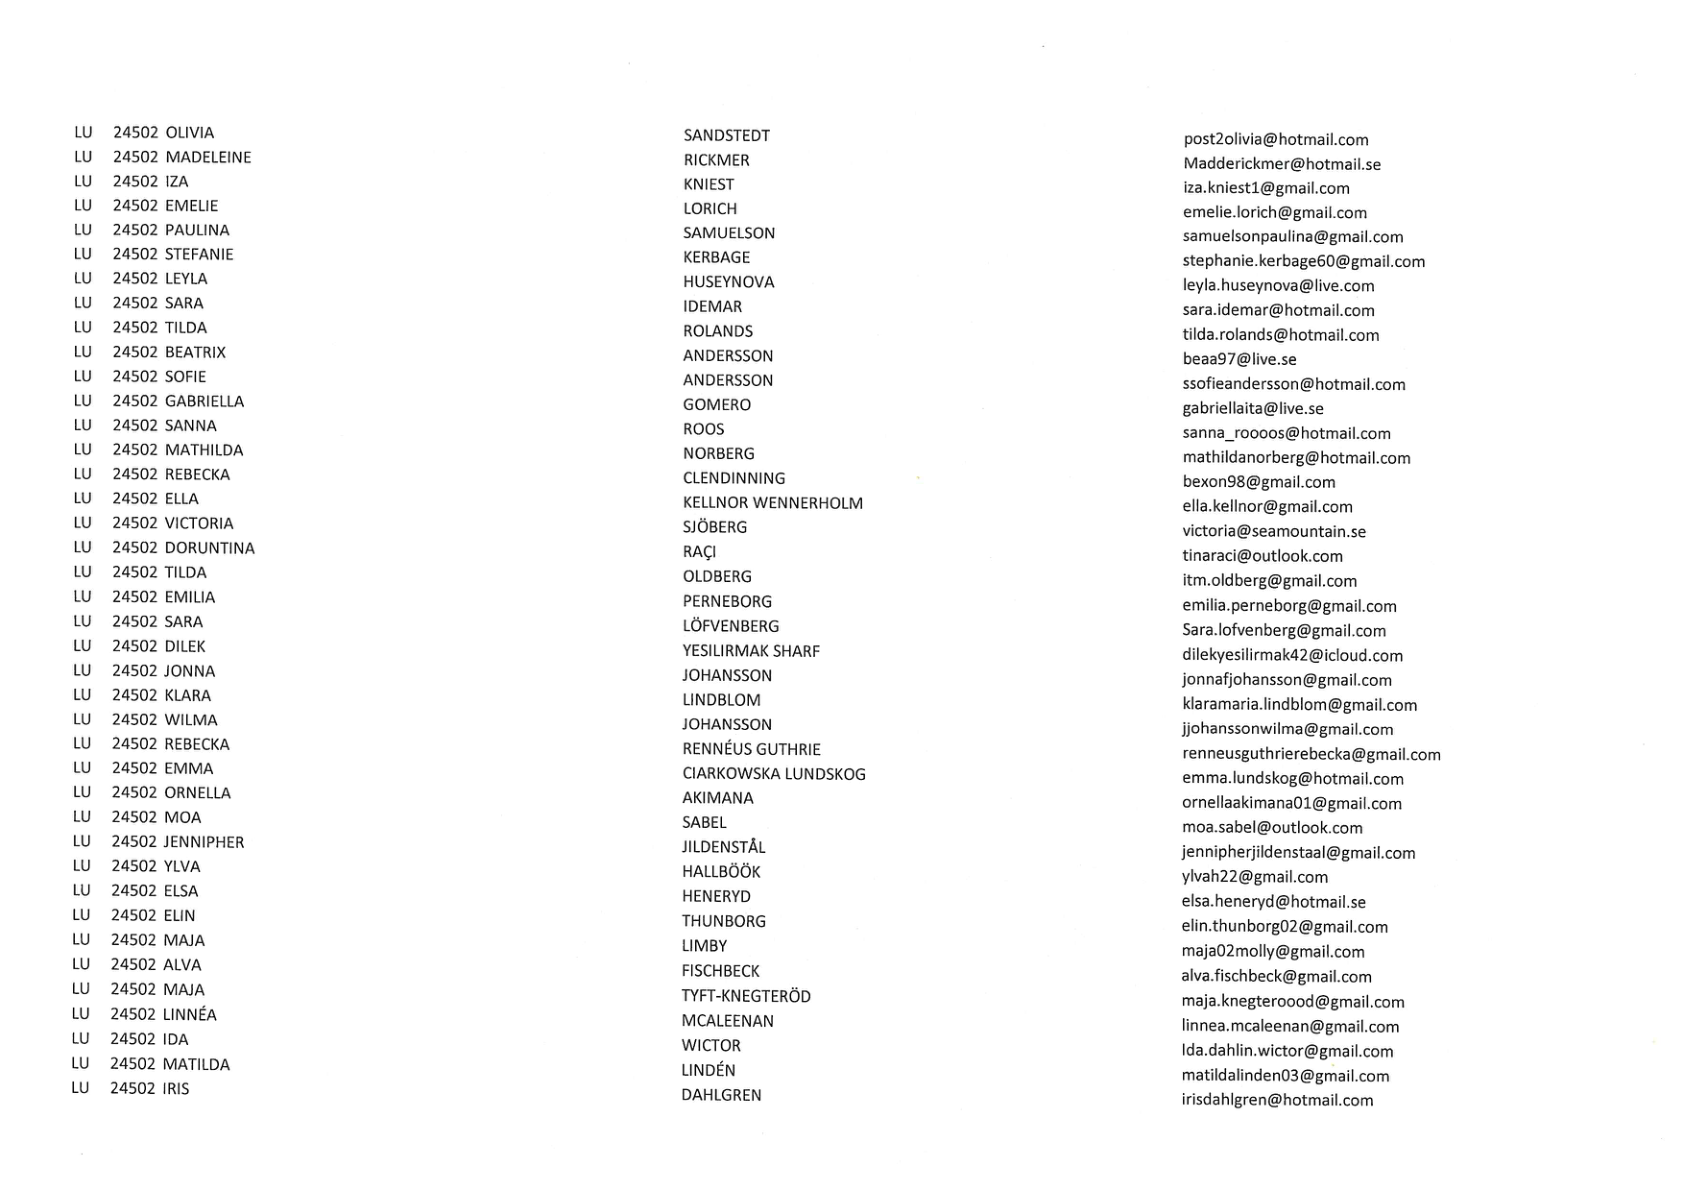 LU 24502 OLIVIA SANDSTEDT post2olivia@hotmail.com
LU 24502 MADELEINE RICKMER Madderickmer@hotmail.se
LU 24502 IZA KNIEST iza.kniest1@gmail.com
LU 24502 EMELIE LORICH emelie.lorich@gmail.com
LU 24502 PAULINA SAMUELSON samuelsonpaulina@gmail.com
LU 24502 STEFANIE KERBAGE stephanie.kerbage60@gmail.com
LU 24502 LEYLA HUSEYNOVA leyla.huseynova@live.com
LU 24502 SARA IDEMAR sara.idemar@hotmail.com
LU 24502 TILDA ROLANDS tilda.rolands@hotmail.com
LU 24502 BEATRIX ANDERSSON beaa97@live.se
LU 24502 SOFIE ANDERSSON ssofieandersson@hotmail.com
LU 24502 GABRIELLA GOMERO gabriellaita@live.se
LU 24502 SANNA ROOS sanna_roooos@hotmail.com
LU 24502 MATHILDA NORBERG mathildanorberg@hotmail.com
LU 24502 REBECKA CLENDINNING bexon98@gmail.com
LU 24502 ELLA KELLNOR WENNERHOLM ella.kellnor@gmail.com
LU 24502 VICTORIA SJÖBERG victoria@seamountain.se
LU 24502 DORUNTINA RAÇI tinaraci@outlook.com
LU 24502 TILDA OLDBERG itm.oldberg@gmail.com
LU 24502 EMILIA PERNEBORG emilia.perneborg@gmail.com
LU 24502 SARA LÖFVENBERG Sara.lofvenberg@gmail.com
LU 24502 DILEK YESILIRMAK SHARF dilekyesilirmak42@icloud.com
LU 24502 JONNA JOHANSSON jonnafjohansson@gmail.com
LU 24502 KLARA LINDBLOM klaramaria.lindblom@gmail.com
LU 24502 WILMA JOHANSSON jjohanssonwilma@gmail.com
LU 24502 REBECKA RENNÉUS GUTHRIE renneusguthrierebecka@gmail.com
LU 24502 EMMA CIARKOWSKA LUNDSKOG emma.lundskog@hotmail.com
LU 24502 ORNELLA AKIMANA ornellaakimana01@gmail.com
LU 24502 MOA SABEL moa.sabel@outlook.com
LU 24502 JENNIPHER JILDENSTÅL jennipherjildenstaal@gmail.com
LU 24502 YLVA HALLBÖÖK ylvah22@gmail.com
LU 24502 ELSA HENERYD elsa.heneryd@hotmail.se
LU 24502 ELIN THUNBORG elin.thunborg02@gmail.com
LU 24502 MAJA LIMBY maja02molly@gmail.com
LU 24502 ALVA FISCHBECK alva.fischbeck@gmail.com
LU 24502 MAJA TYFT-KNEGTERÖD maja.knegteroood@gmail.com
LU 24502 LINNÉA MCALEENAN linnea.mcaleenan@gmail.com
LU 24502 IDA WICTOR Ida.dahlin.wictor@gmail.com
LU 24502 MATILDA LINDÉN matildalinden03@gmail.com
LU 24502 IRIS DAHLGREN irisdahlgren@hotmail.com